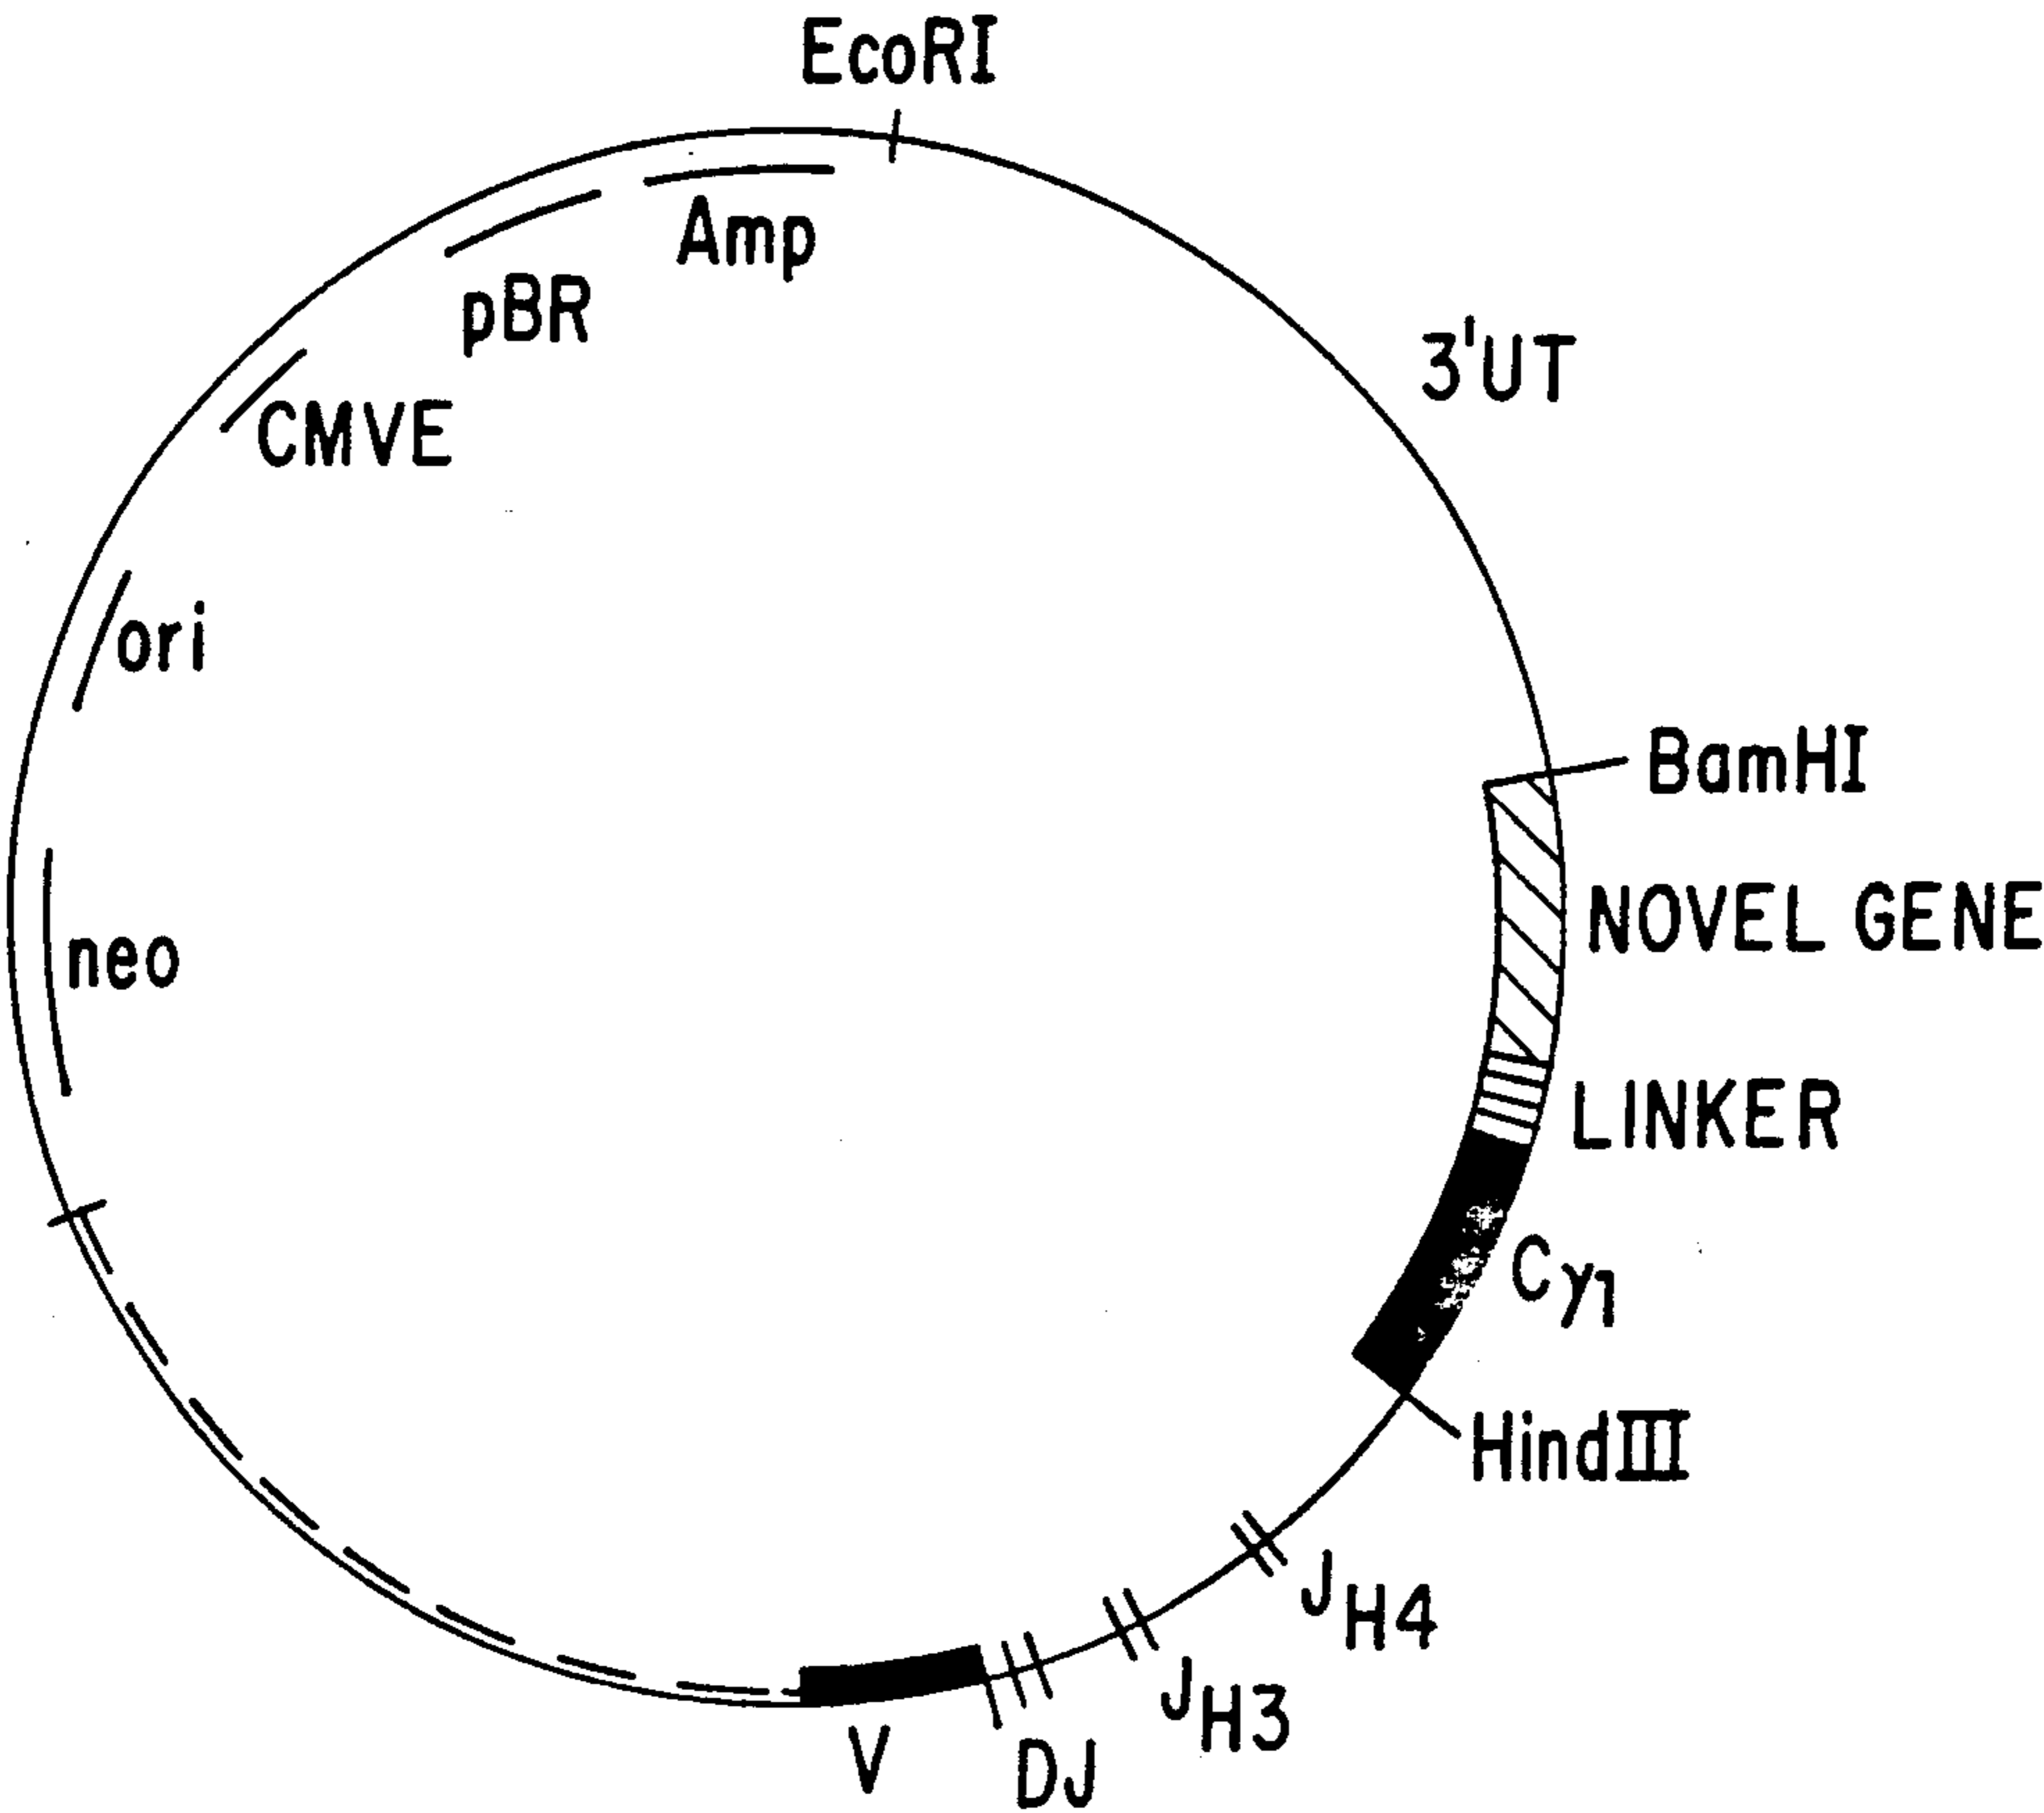 EcoRI
Amp
pBR
3'UT
CMVE
ori
BamHI
NOVEL GENE
neo
LINKER
Cγ1
HindIII
JH4
JH3
V
DJ